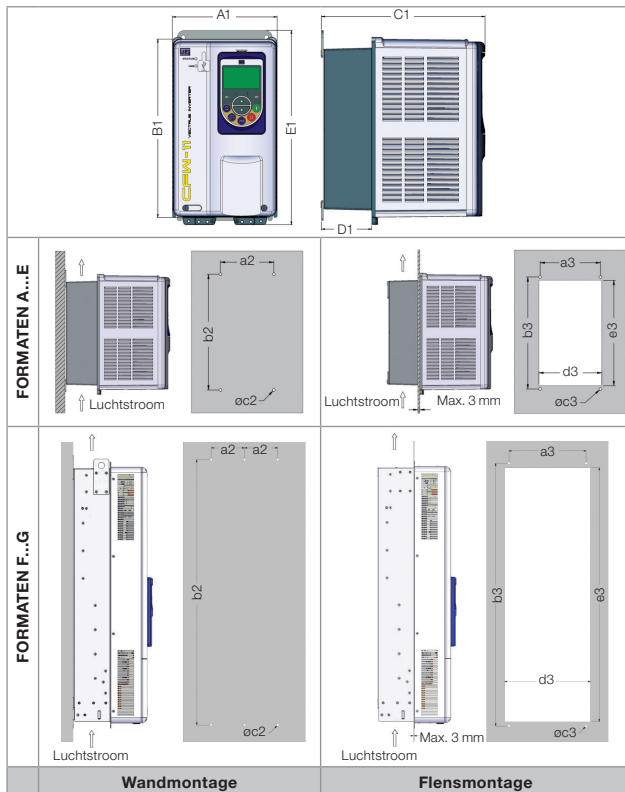 A1
C1
B1
E1
CFW-11 VECTRUE INVERTER
D1
FORMATEN A...E
a2
b2
øc2
Luchtstroom
a3
b3
e3
d3
øc3
Luchtstroom
Max. 3 mm
FORMATEN F...G
a2
a2
b2
øc2
Luchtstroom
a3
b3
e3
d3
øc3
Max. 3 mm
Luchtstroom
Wandmontage
Flensmontage